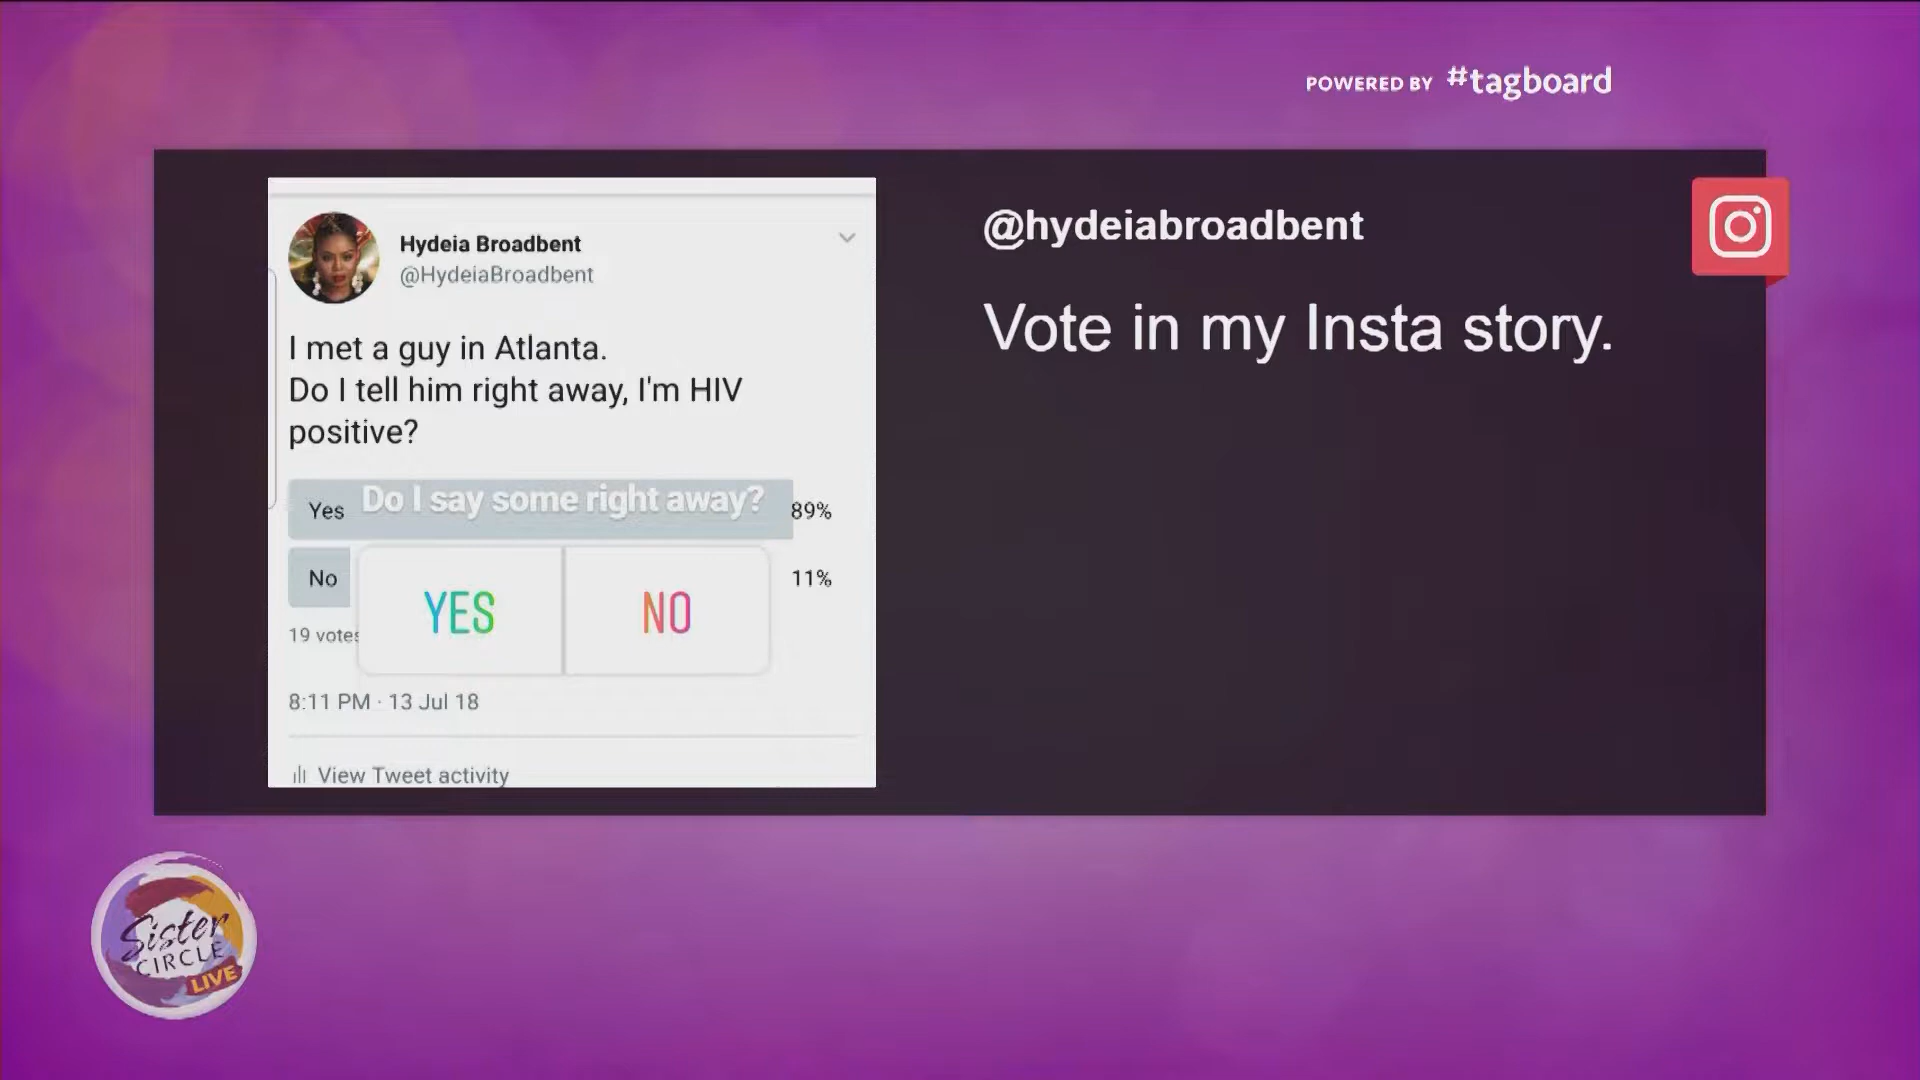 POWERED BY #tagboard
Hydeia Broadbent
@HydeiaBroadbent
I met a guy in Atlanta.
Do I tell him right away, I'm HIV
positive?
Yes
Do I say some right away?
89%
No
11%
YES
NO
19 votes
8:11 PM · 13 Jul 18
View Tweet activity
@hydeiabroadbent
Vote in my Insta story.
Sister
CIRCLE
LIVE